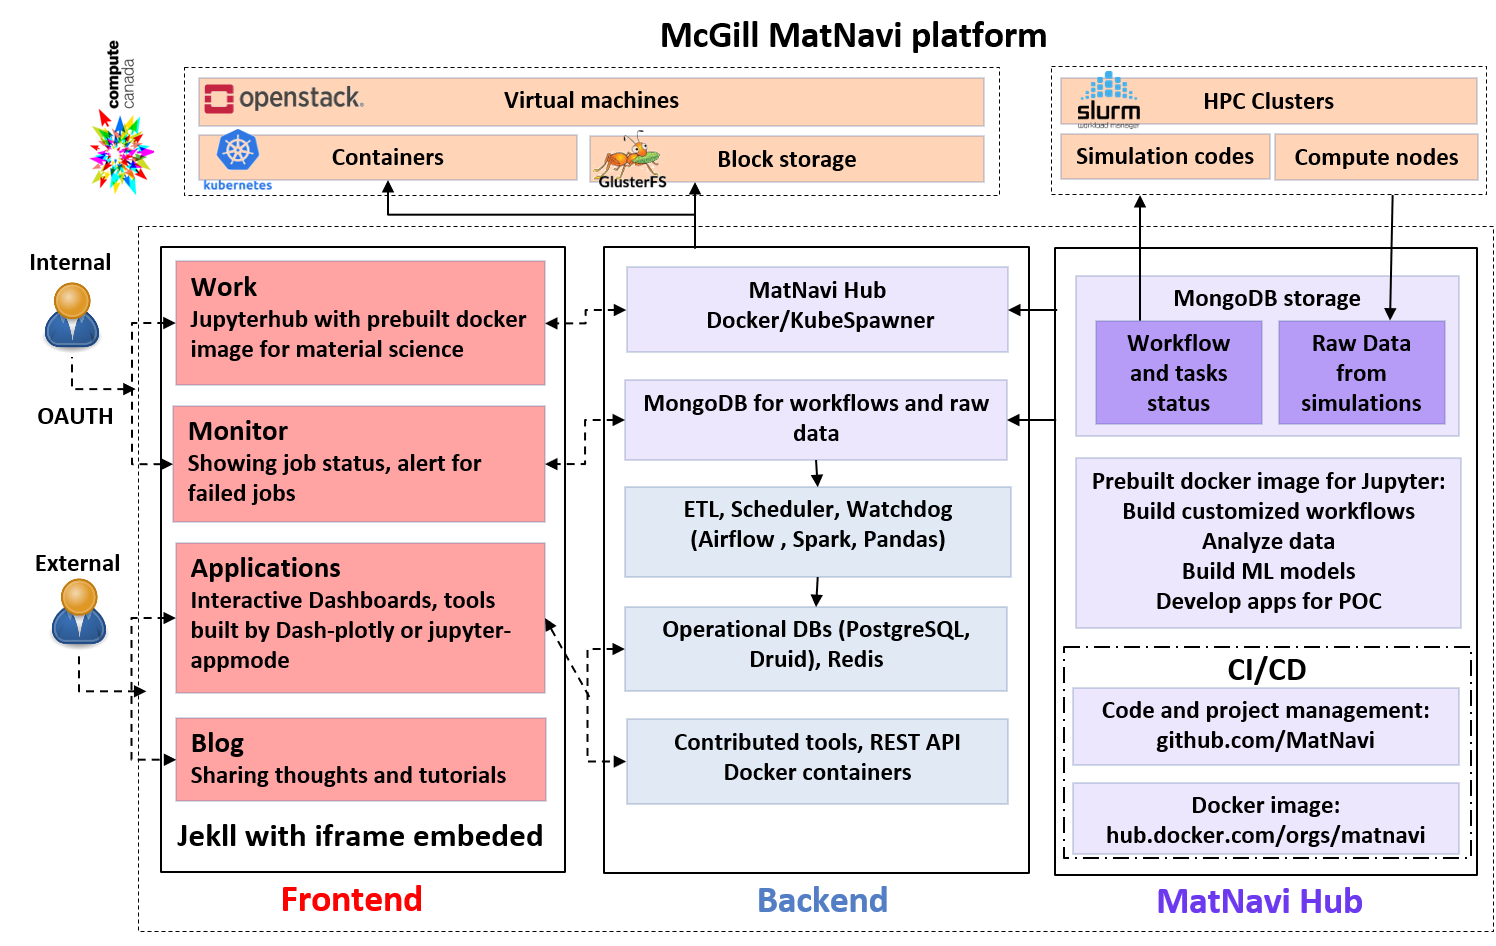 McGill MatNavi platform
compute
canada
openstack.
Virtual machines
kubernetes
Containers
GlusterFS
Block storage
slurm
workload manager
HPC Clusters
Simulation codes
Compute nodes
Internal
OAUTH
External
Work
Jupyterhub with prebuilt docker
image for material science
Monitor
Showing job status, alert for
failed jobs
Applications
Interactive Dashboards, tools
built by Dash-plotly or jupyter-
appmode
Blog
Sharing thoughts and tutorials
Jekll with iframe embeded
Frontend
MatNavi Hub
Docker/KubeSpawner
MongoDB for workflows and raw
data
ETL, Scheduler, Watchdog
(Airflow , Spark, Pandas)
Operational DBs (PostgreSQL,
Druid), Redis
Contributed tools, REST API
Docker containers
Backend
MongoDB storage
Workflow
and tasks
status
Raw Data
from
simulations
Prebuilt docker image for Jupyter:
Build customized workflows
Analyze data
Build ML models
Develop apps for POC
CI/CD
Code and project management:
github.com/MatNavi
Docker image:
hub.docker.com/orgs/matnavi
MatNavi Hub